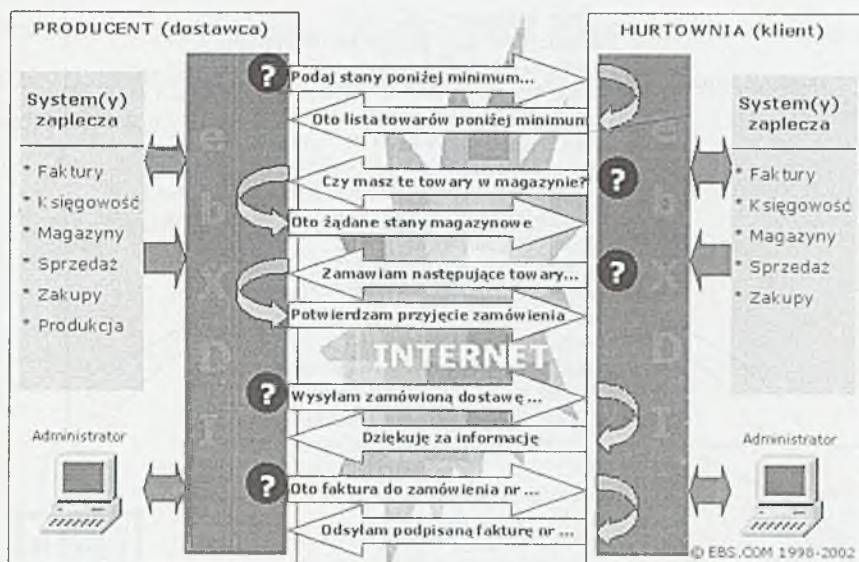 PRODUCENT (dostawca)
System(y)
zaplecza
* Faktury
* Księgowość
* Magazyny
* Sprzedaż
* Zakupy
* Produkcja
Administrator
e
b
X
D
I
? Podaj stany poniżej minimum...
Oto lista towarów poniżej minimum
Czy masz te towary w magazynie? ?
Oto żądane stany magazynowe
Zamawiam następujące towary... ?
Potwierdzam przyjęcie zamówienia
INTERNET
? Wysyłam zamówioną dostawę ...
Dziękuję za informację
? Oto faktura do zamówienia nr ...
Odsyłam podpisaną fakturę nr ...
HURTOWNIA (klient)
e
b
X
D
I
System(y)
zaplecza
* Faktury
* Księgowość
* Magazyny
* Sprzedaż
* Zakupy
Administrator
© EBS.COM 1998-2002